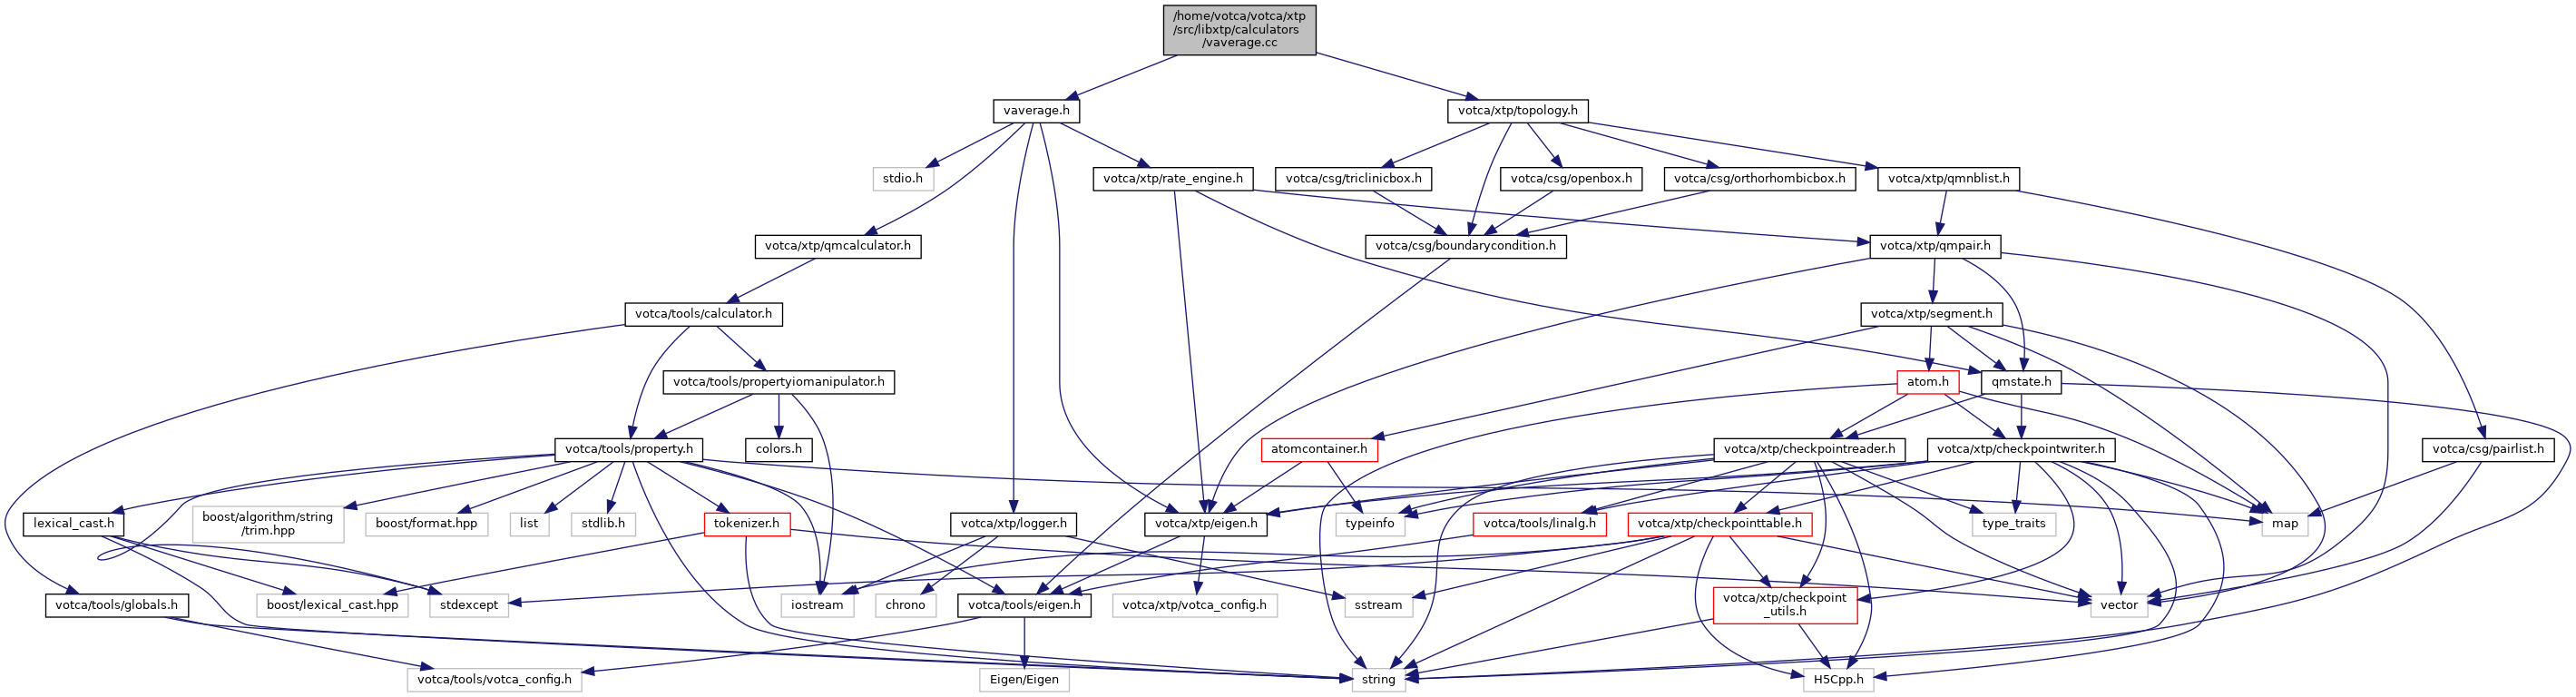 /home/votca/votca/xtp
/src/libxtp/calculators
/vaverage.cc
vaverage.h
votca/xtp/topology.h
stdio.h
votca/xtp/rate_engine.h
votca/csg/triclinicbox.h
votca/csg/openbox.h
votca/csg/orthorhombicbox.h
votca/xtp/qmnblist.h
votca/xtp/qmcalculator.h
votca/csg/boundarycondition.h
votca/xtp/qmpair.h
votca/tools/calculator.h
votca/xtp/segment.h
votca/tools/propertyiomanipulator.h
atom.h
qmstate.h
votca/tools/property.h
colors.h
atomcontainer.h
votca/xtp/checkpointreader.h
votca/xtp/checkpointwriter.h
votca/csg/pairlist.h
lexical_cast.h
boost/algorithm/string
/trim.hpp
boost/format.hpp
list
stdlib.h
tokenizer.h
votca/xtp/logger.h
votca/xtp/eigen.h
typeinfo
votca/tools/linalg.h
votca/xtp/checkpointtable.h
type_traits
map
votca/tools/globals.h
boost/lexical_cast.hpp
stdexcept
iostream
chrono
votca/tools/eigen.h
votca/xtp/votca_config.h
sstream
votca/xtp/checkpoint
_utils.h
vector
votca/tools/votca_config.h
Eigen/Eigen
string
H5Cpp.h